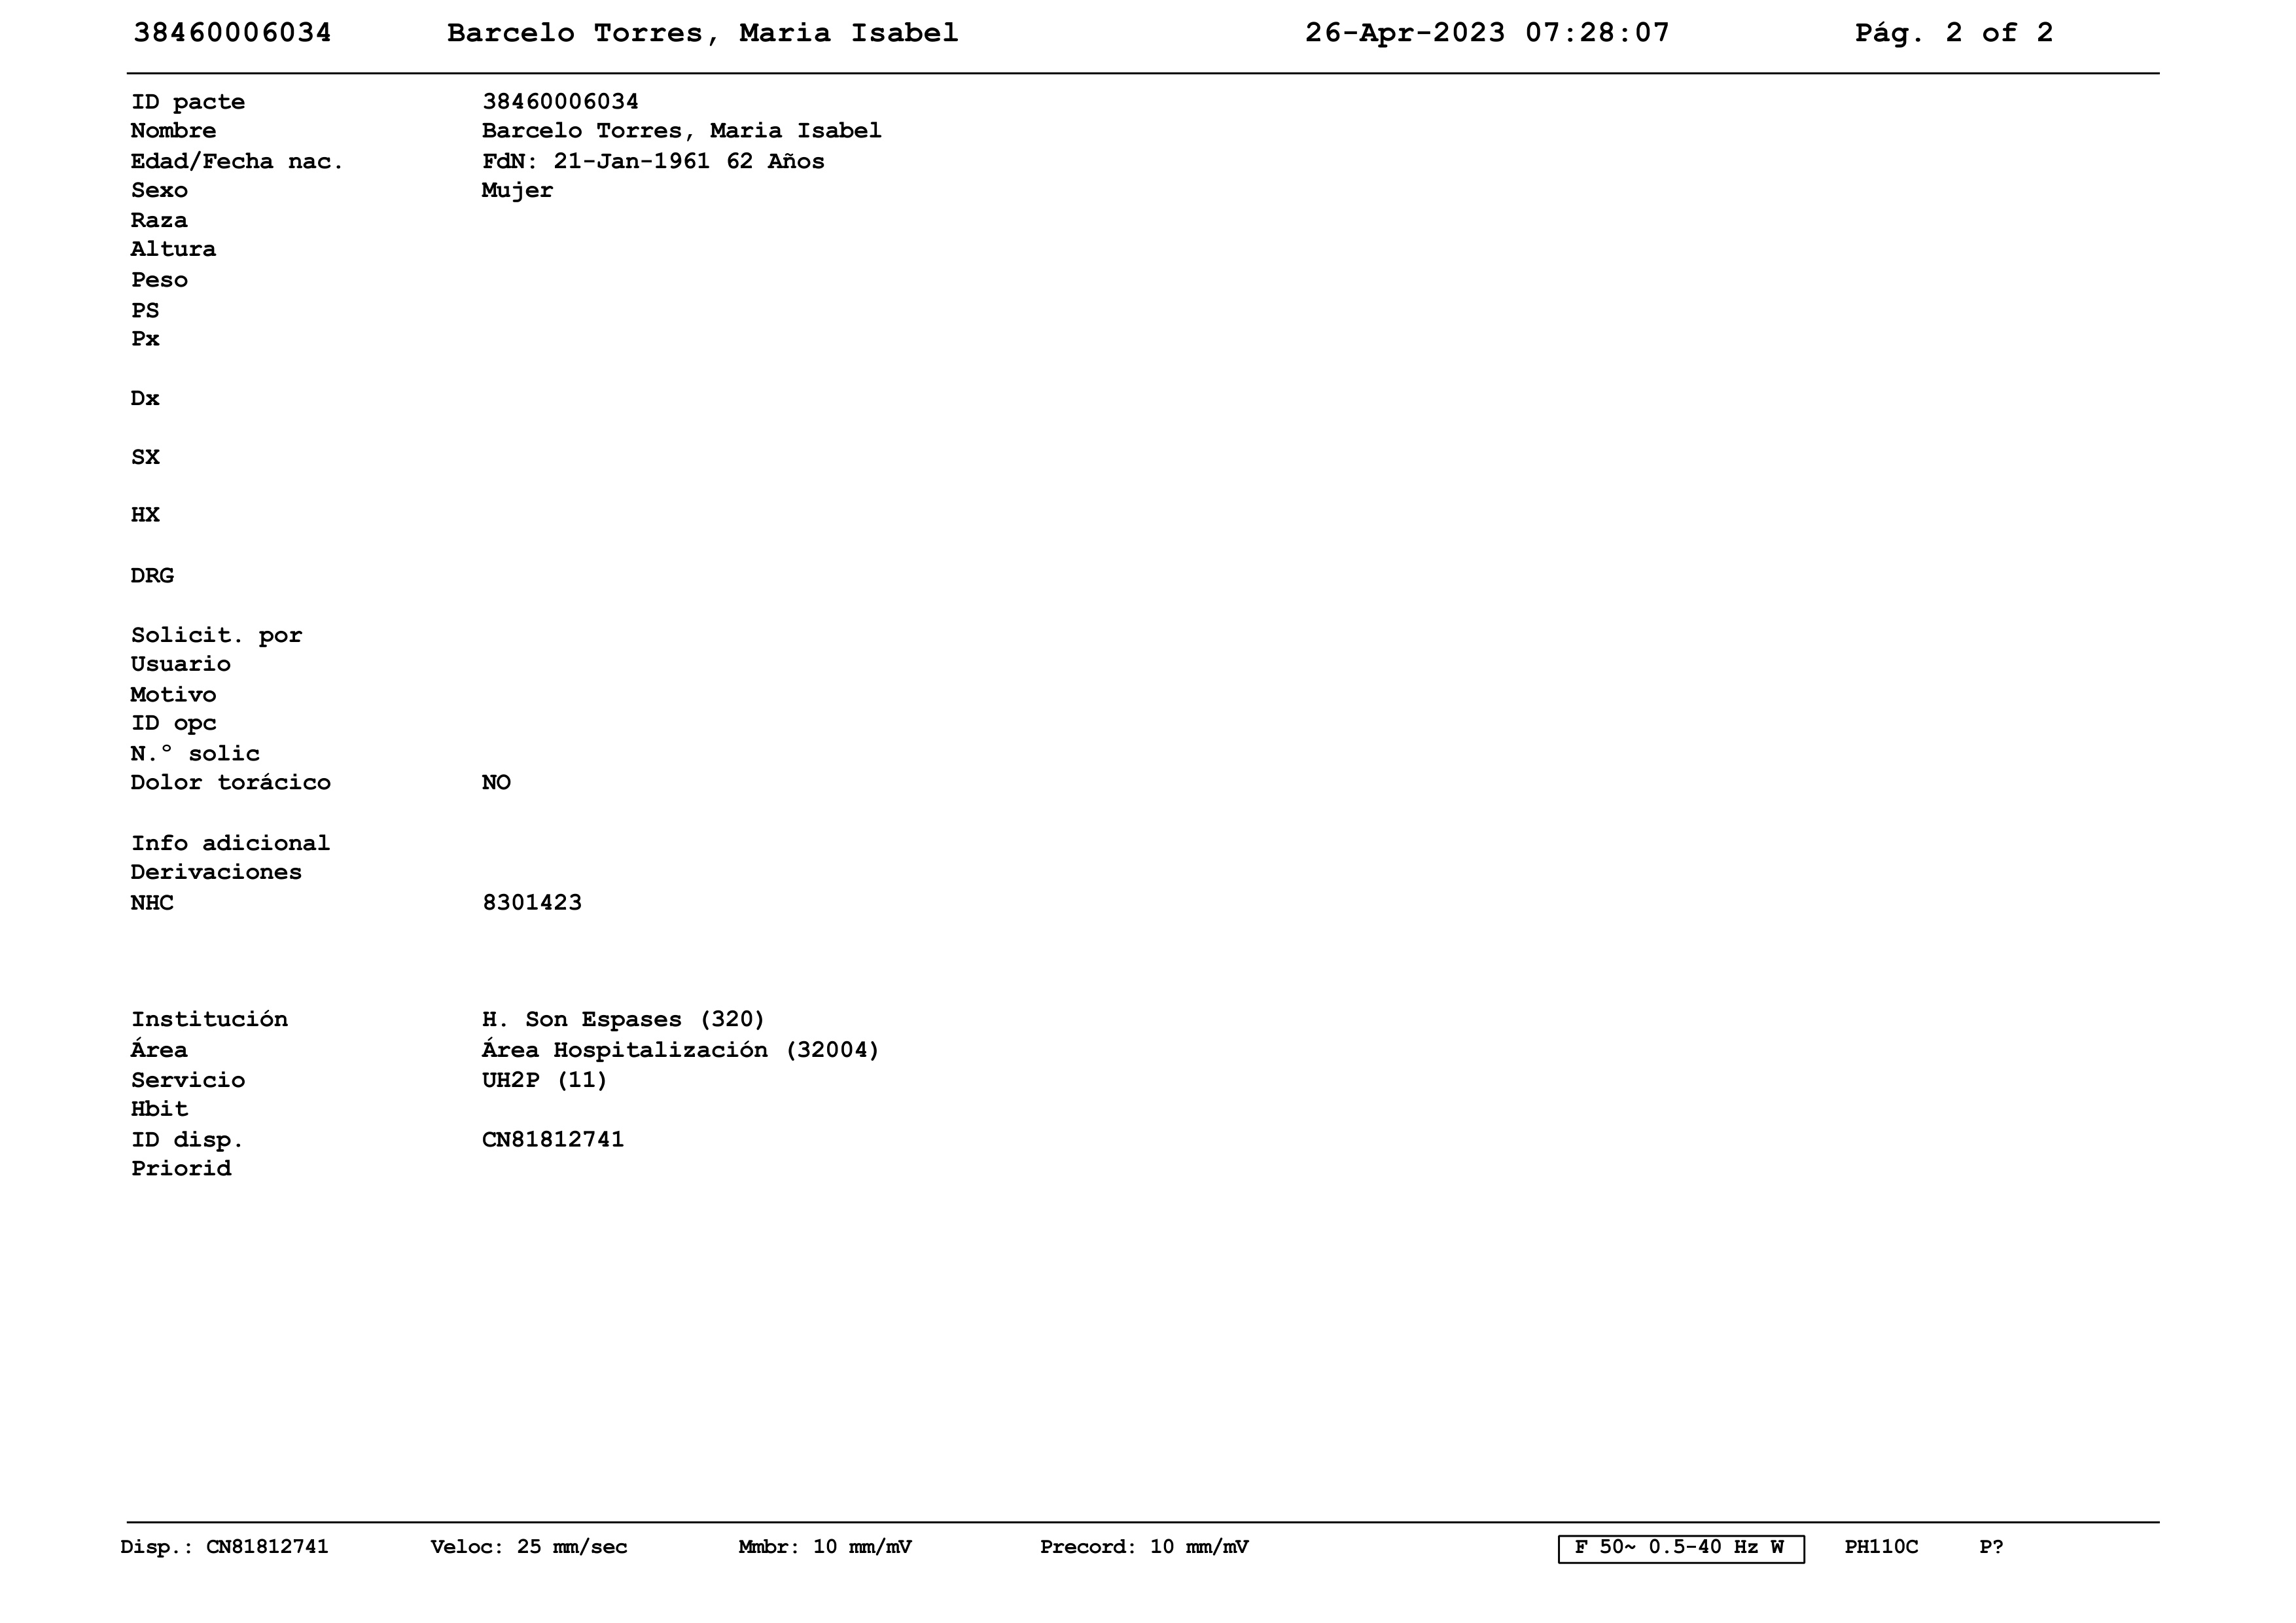 38460006034 Barcelo Torres, Maria Isabel 26-Apr-2023 07:28:07 Pág. 2 of 2
ID pacte 38460006034
Nombre Barcelo Torres, Maria Isabel
Edad/Fecha nac. FdN: 21-Jan-1961 62 Años
Sexo Mujer
Raza
Altura
Peso
PS
Px
Dx
SX
HX
DRG
Solicit. por
Usuario
Motivo
ID opc
N.º solic
Dolor torácico NO
Info adicional
Derivaciones
NHC 8301423
Institución H. Son Espases (320)
Área Área Hospitalización (32004)
Servicio UH2P (11)
Hbit
ID disp. CN81812741
Priorid
Disp.: CN81812741 Veloc: 25 mm/sec Mmbr: 10 mm/mV Precord: 10 mm/mV F 50~ 0.5-40 Hz W PH110C P?